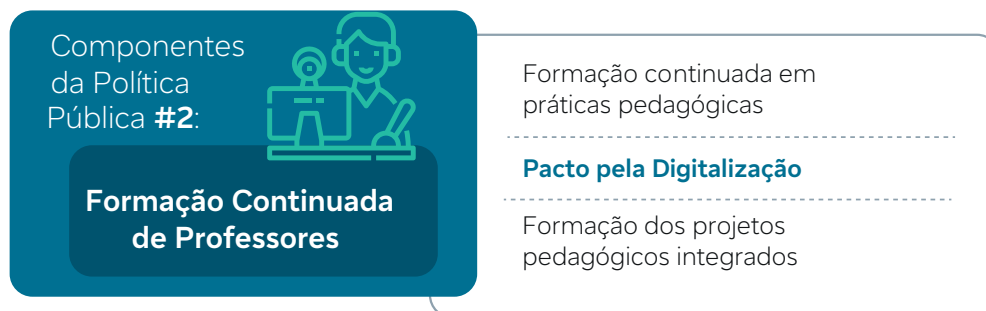 Componentes
da Política
Pública #2:
Formação Continuada
de Professores
Formação continuada em
práticas pedagógicas
Pacto pela Digitalização
Formação dos projetos
pedagógicos integrados